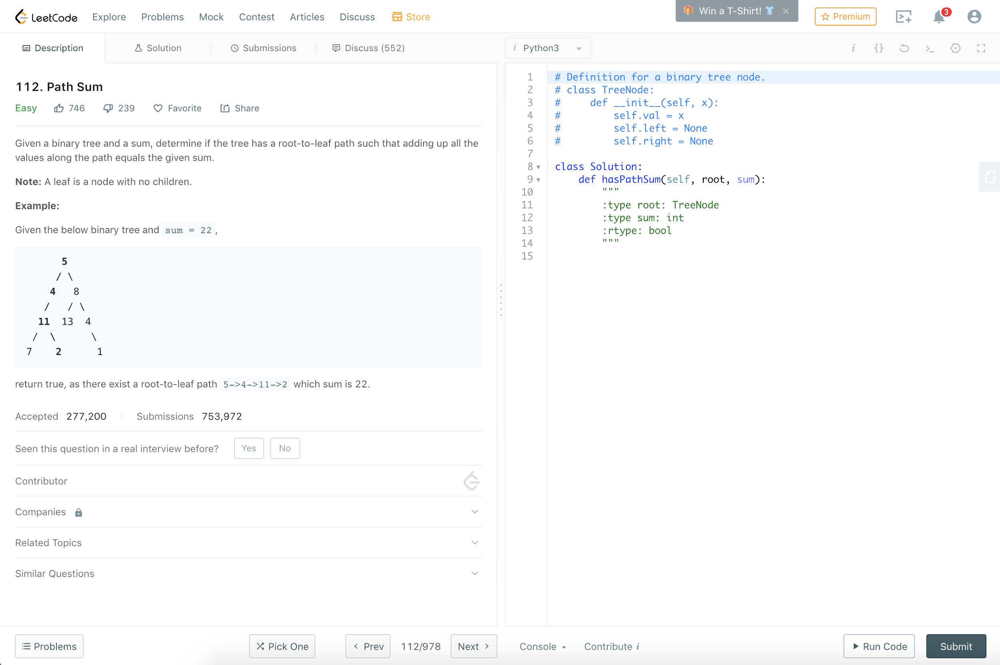 LeetCode Explore Problems Mock Contest Articles Discuss Store Win a T-Shirt! × Premium 3
Description Solution Submissions Discuss (552)
112. Path Sum
Easy 746 239 Favorite Share
Given a binary tree and a sum, determine if the tree has a root-to-leaf path such that adding up all the
values along the path equals the given sum.
Note: A leaf is a node with no children.
Example:
Given the below binary tree and sum = 22,
      5
     / \
    4   8
   /   / \
  11  13  4
 /  \      \
7    2      1
return true, as there exist a root-to-leaf path 5->4->11->2 which sum is 22.
Accepted 277,200 Submissions 753,972
Seen this question in a real interview before? Yes No
Contributor
Companies
Related Topics
Similar Questions
Problems Pick One < Prev 112/978 Next >
i Python3 i {} >_
1 # Definition for a binary tree node.
2 # class TreeNode:
3 #     def __init__(self, x):
4 #         self.val = x
5 #         self.left = None
6 #         self.right = None
7
8 class Solution:
9     def hasPathSum(self, root, sum):
10         """
11         :type root: TreeNode
12         :type sum: int
13         :rtype: bool
14         """
15
Console Contribute i Run Code Submit